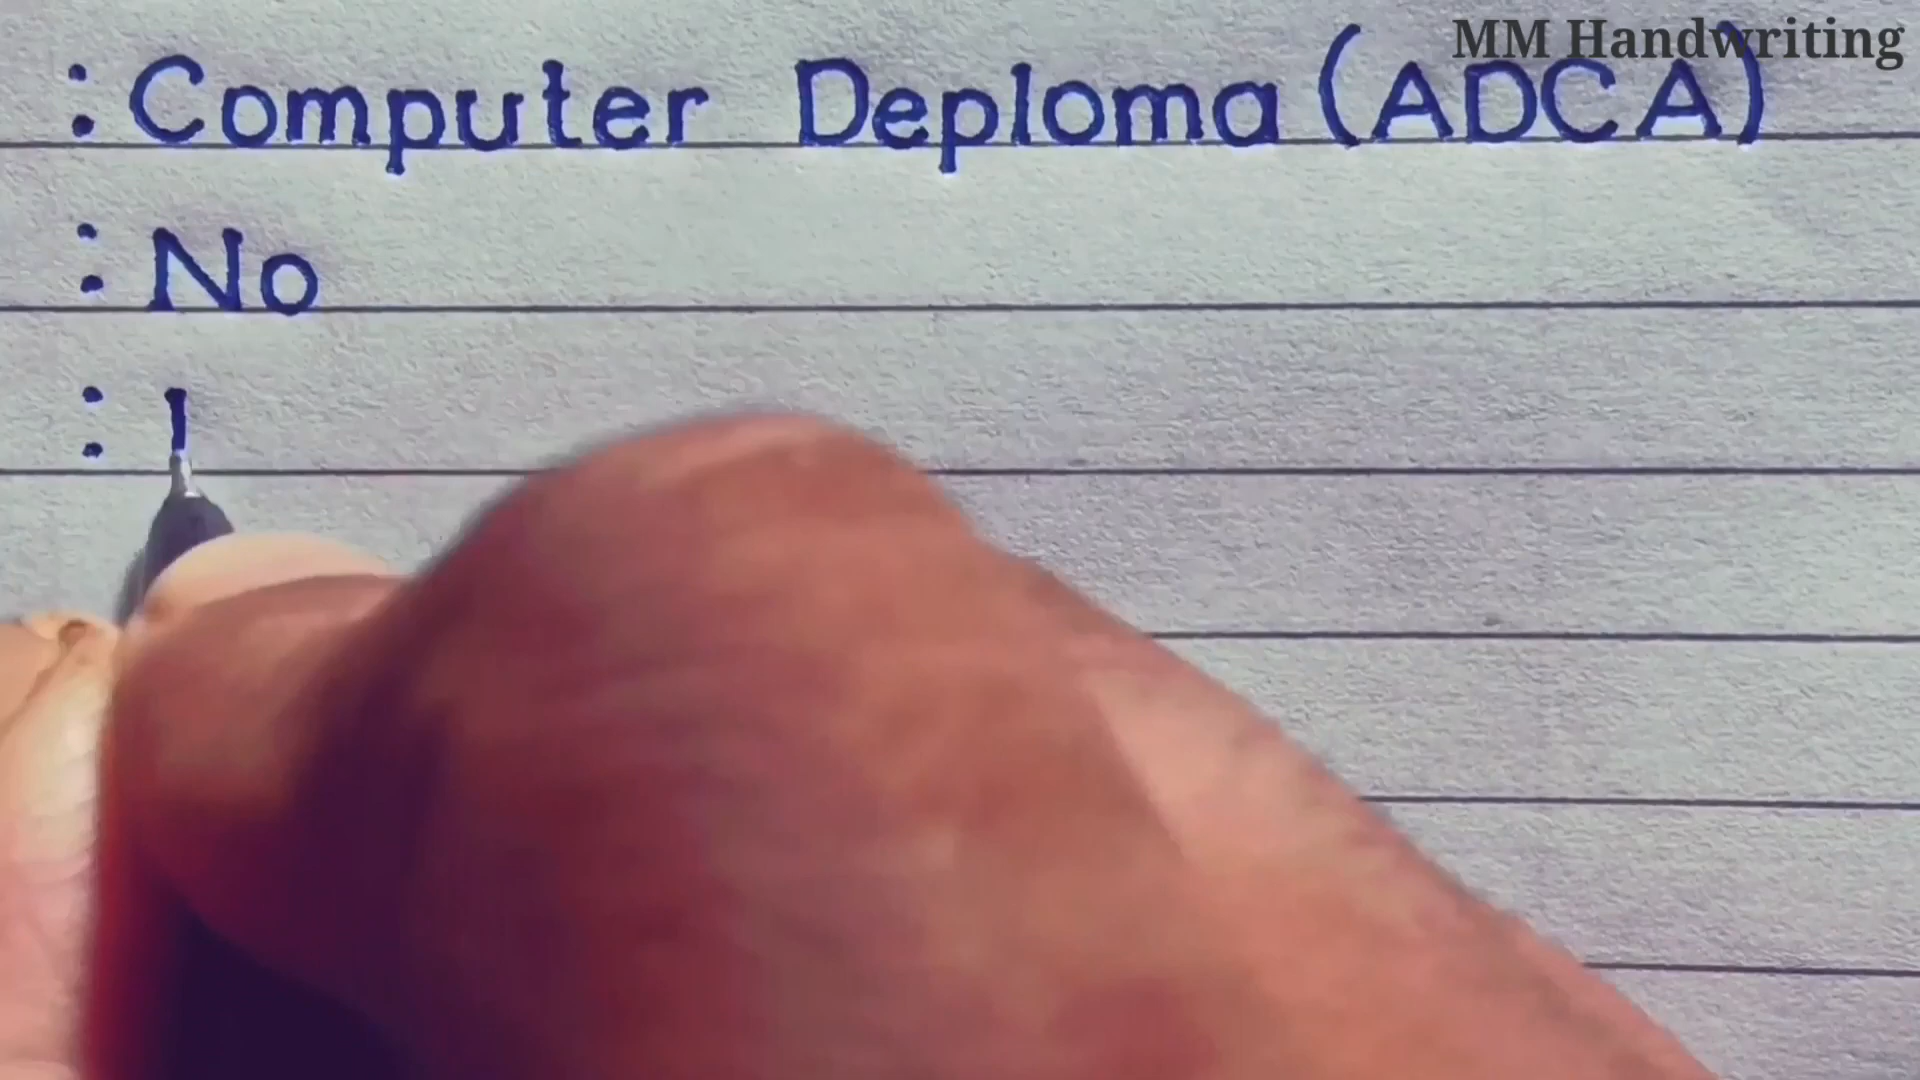 MM Handwriting
: Computer Deploma (ADCA)
: No
: